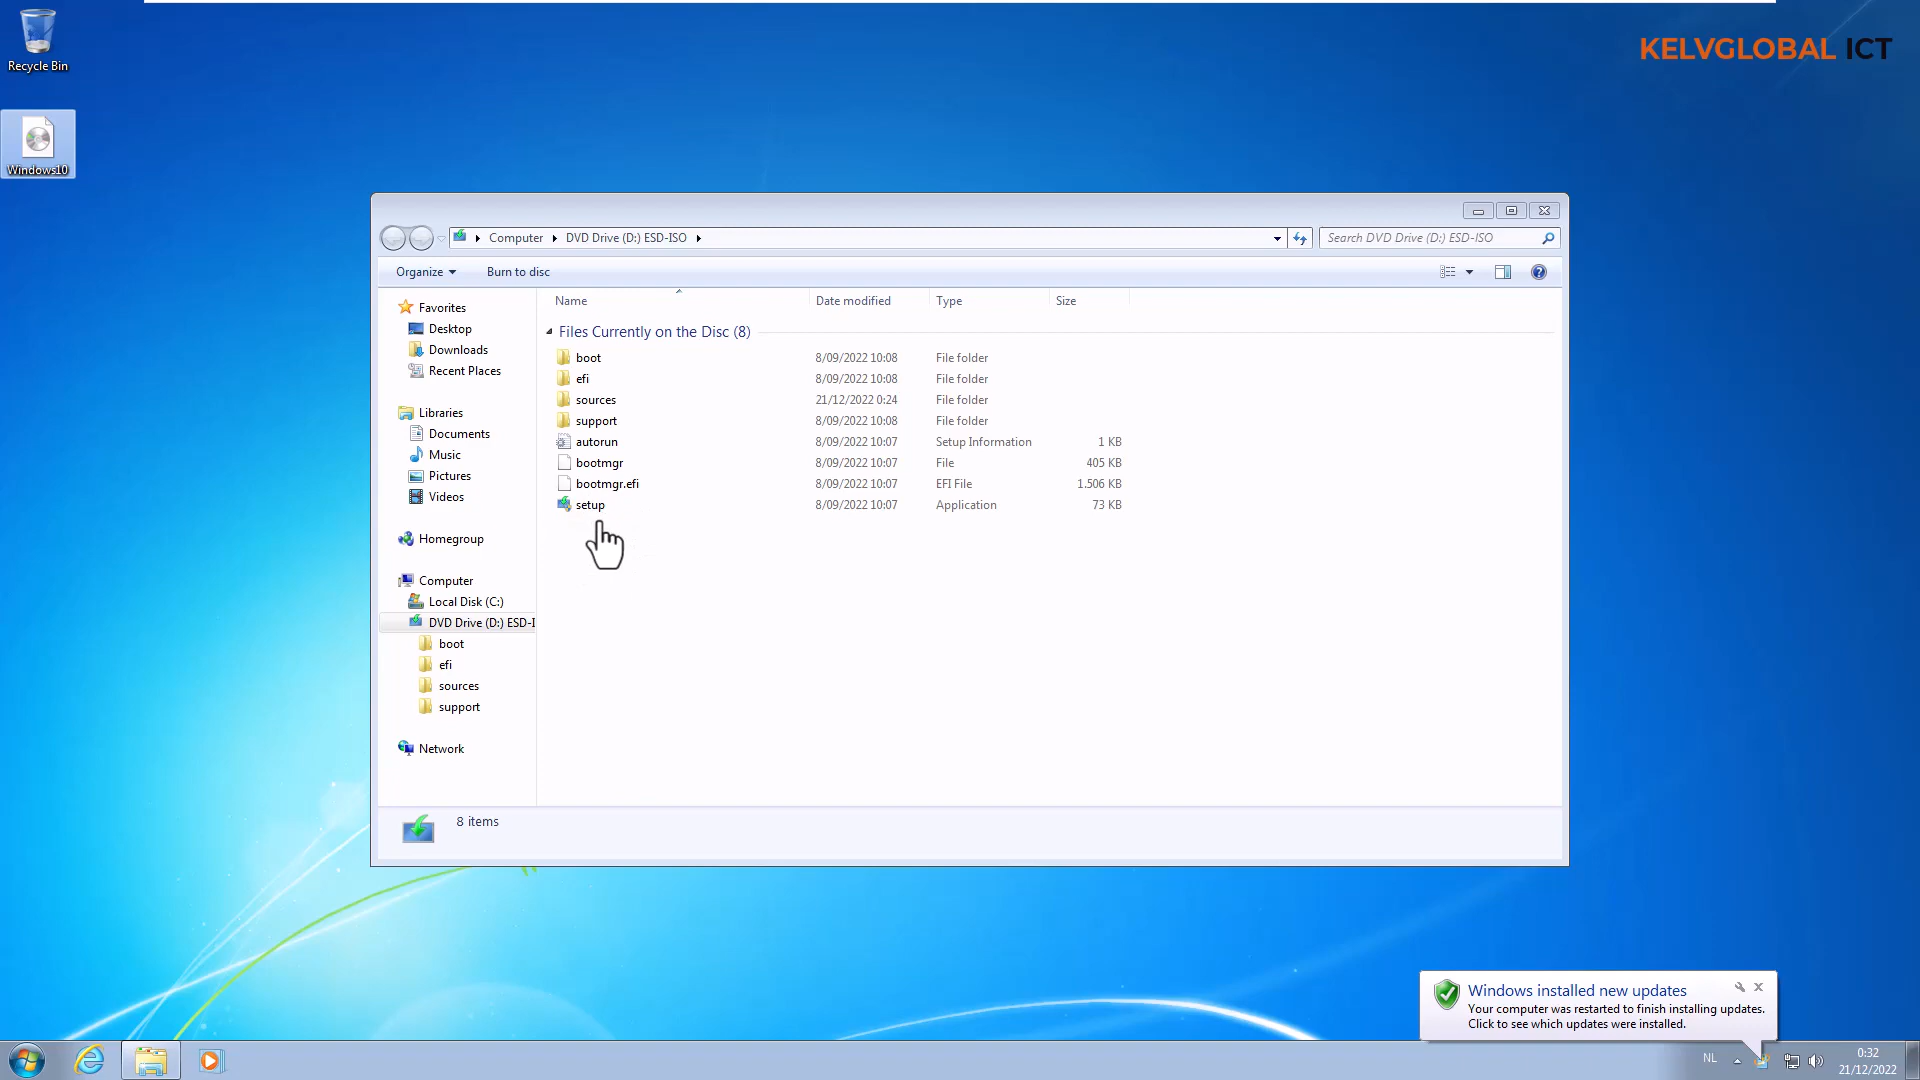 Recycle Bin
KELVGLOBAL ICT
Windows10
Computer DVD Drive (D:) ESD-ISO
Search DVD Drive (D:) ESD-ISO
Organize Burn to disc
Name Date modified Type Size
Files Currently on the Disc (8)
boot 8/09/2022 10:08 File folder
efi 8/09/2022 10:08 File folder
sources 21/12/2022 0:24 File folder
support 8/09/2022 10:08 File folder
autorun 8/09/2022 10:07 Setup Information 1 KB
bootmgr 8/09/2022 10:07 File 405 KB
bootmgr.efi 8/09/2022 10:07 EFI File 1.506 KB
setup 8/09/2022 10:07 Application 73 KB
Favorites
Desktop
Downloads
Recent Places
Libraries
Documents
Music
Pictures
Videos
Homegroup
Computer
Local Disk (C:)
DVD Drive (D:) ESD-I
boot
efi
sources
support
Network
8 items
Windows installed new updates
Your computer was restarted to finish installing updates.
Click to see which updates were installed.
NL
0:32
21/12/2022